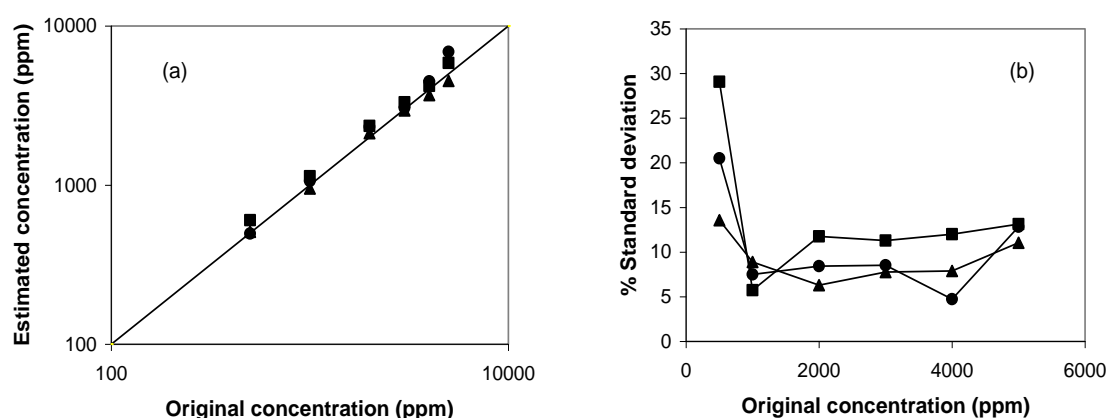 10000
1000
100
100
10000
Estimated concentration (ppm)
Original concentration (ppm)
(a)
35
30
25
20
15
10
5
0
0
2000
4000
6000
% Standard deviation
Original concentration (ppm)
(b)